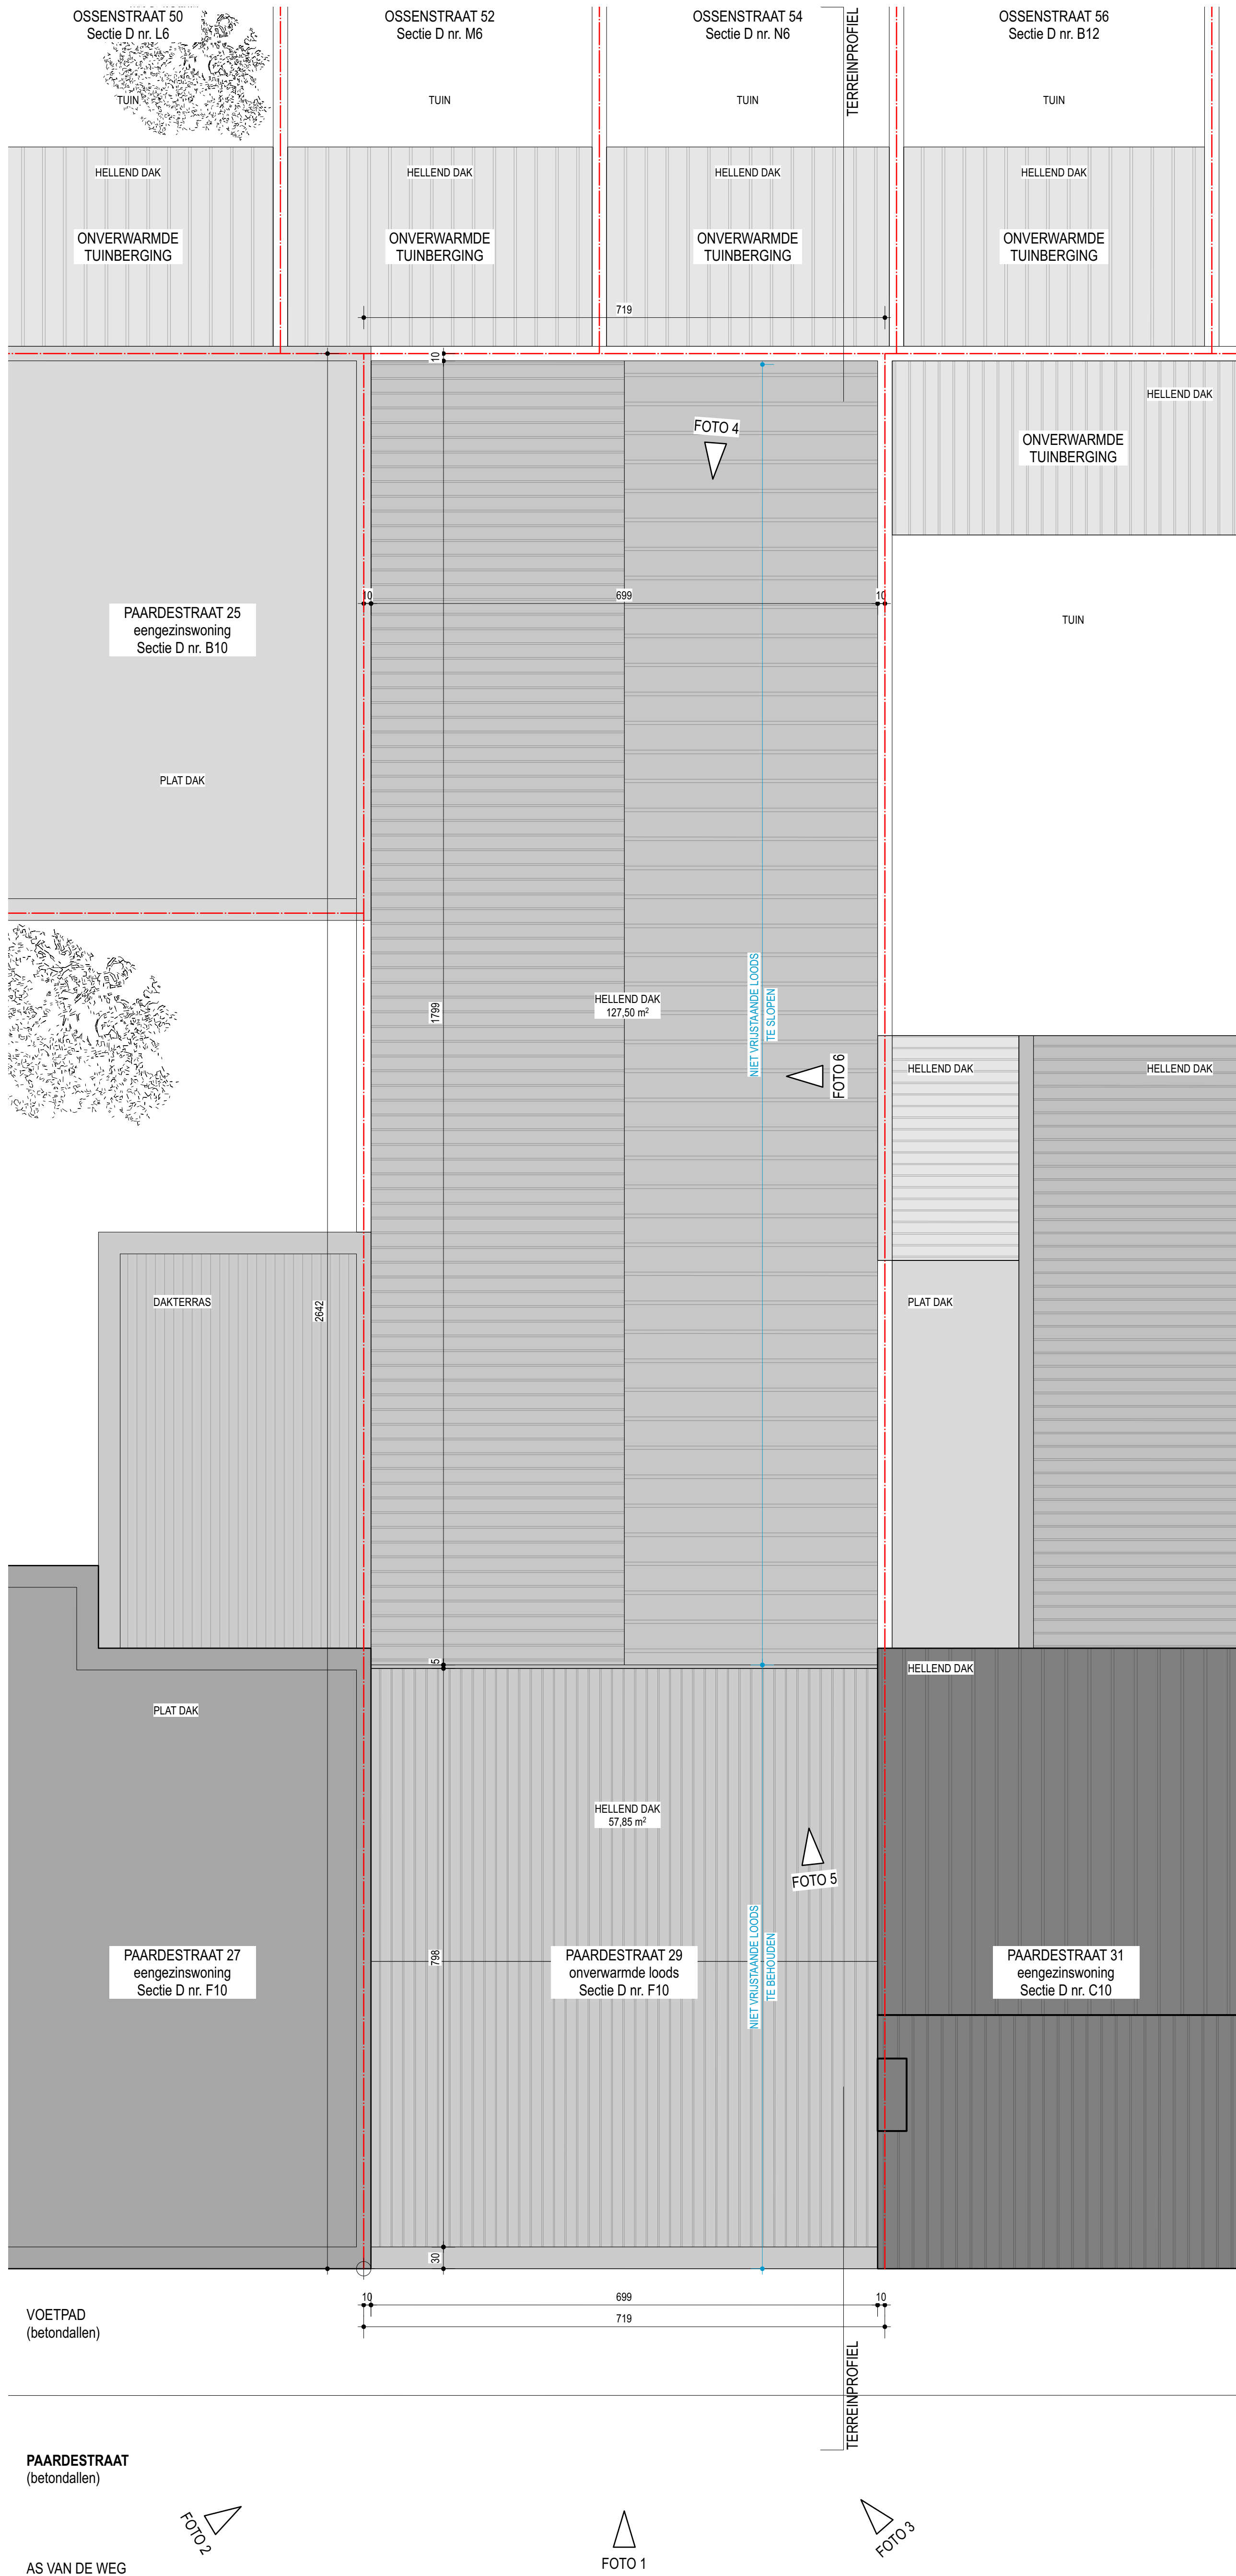 OSSENSTRAAT 50
Sectie D nr. L6
OSSENSTRAAT 52
Sectie D nr. M6
OSSENSTRAAT 54
Sectie D nr. N6
TERREINPROFIEL
OSSENSTRAAT 56
Sectie D nr. B12
TUIN
TUIN
TUIN
TUIN
HELLEND DAK
HELLEND DAK
HELLEND DAK
HELLEND DAK
ONVERWARMDE
TUINBERGING
ONVERWARMDE
TUINBERGING
ONVERWARMDE
TUINBERGING
ONVERWARMDE
TUINBERGING
719
10
HELLEND DAK
FOTO 4
ONVERWARMDE
TUINBERGING
10
699
10
PAARDESTRAAT 25
eengezinswoning
Sectie D nr. B10
TUIN
PLAT DAK
1799
HELLEND DAK
127,50 m²
NIET VRIJSTAANDE LOODS
TE SLOPEN
FOTO 6
HELLEND DAK
HELLEND DAK
DAKTERRAS
2642
PLAT DAK
5
HELLEND DAK
PLAT DAK
HELLEND DAK
57,85 m²
FOTO 5
PAARDESTRAAT 27
eengezinswoning
Sectie D nr. F10
798
PAARDESTRAAT 29
onverwarmde loods
Sectie D nr. F10
NIET VRIJSTAANDE LOODS
TE BEHOUDEN
PAARDESTRAAT 31
eengezinswoning
Sectie D nr. C10
30
10
699
10
719
VOETPAD
(betondallen)
TERREINPROFIEL
PAARDESTRAAT
(betondallen)
FOTO 2
FOTO 1
FOTO 3
AS VAN DE WEG